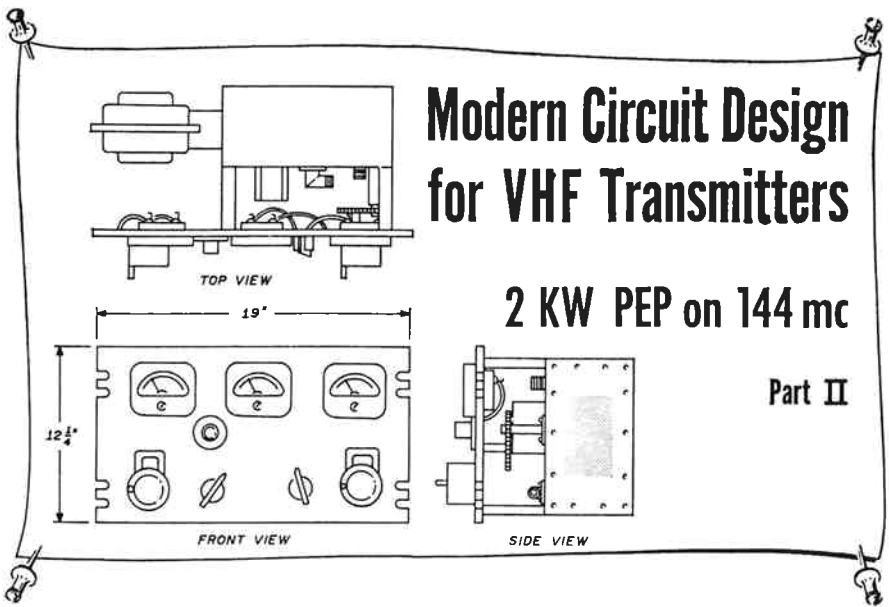 Modern Circuit Design
for VHF Transmitters
2 KW PEP on 144 mc
Part II
TOP VIEW
19"
12 1/4"
FRONT VIEW
SIDE VIEW